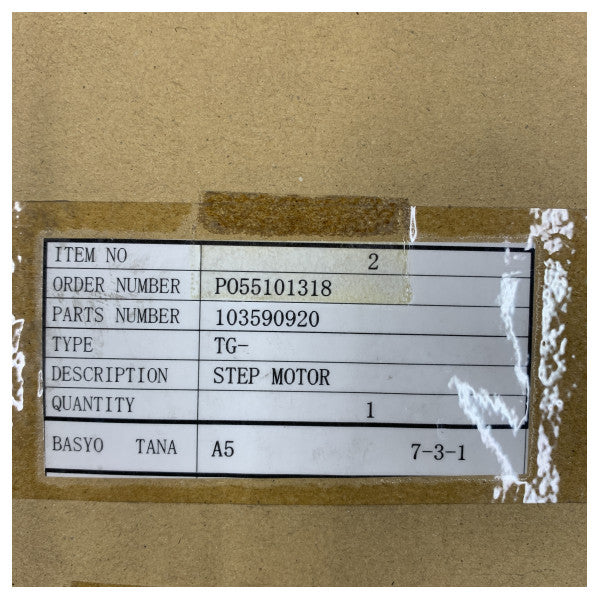 ITEM NO 2
ORDER NUMBER PO55101318
PARTS NUMBER 103590920
TYPE TG-
DESCRIPTION STEP MOTOR
QUANTITY 1
BASYO TANA A5 7-3-1